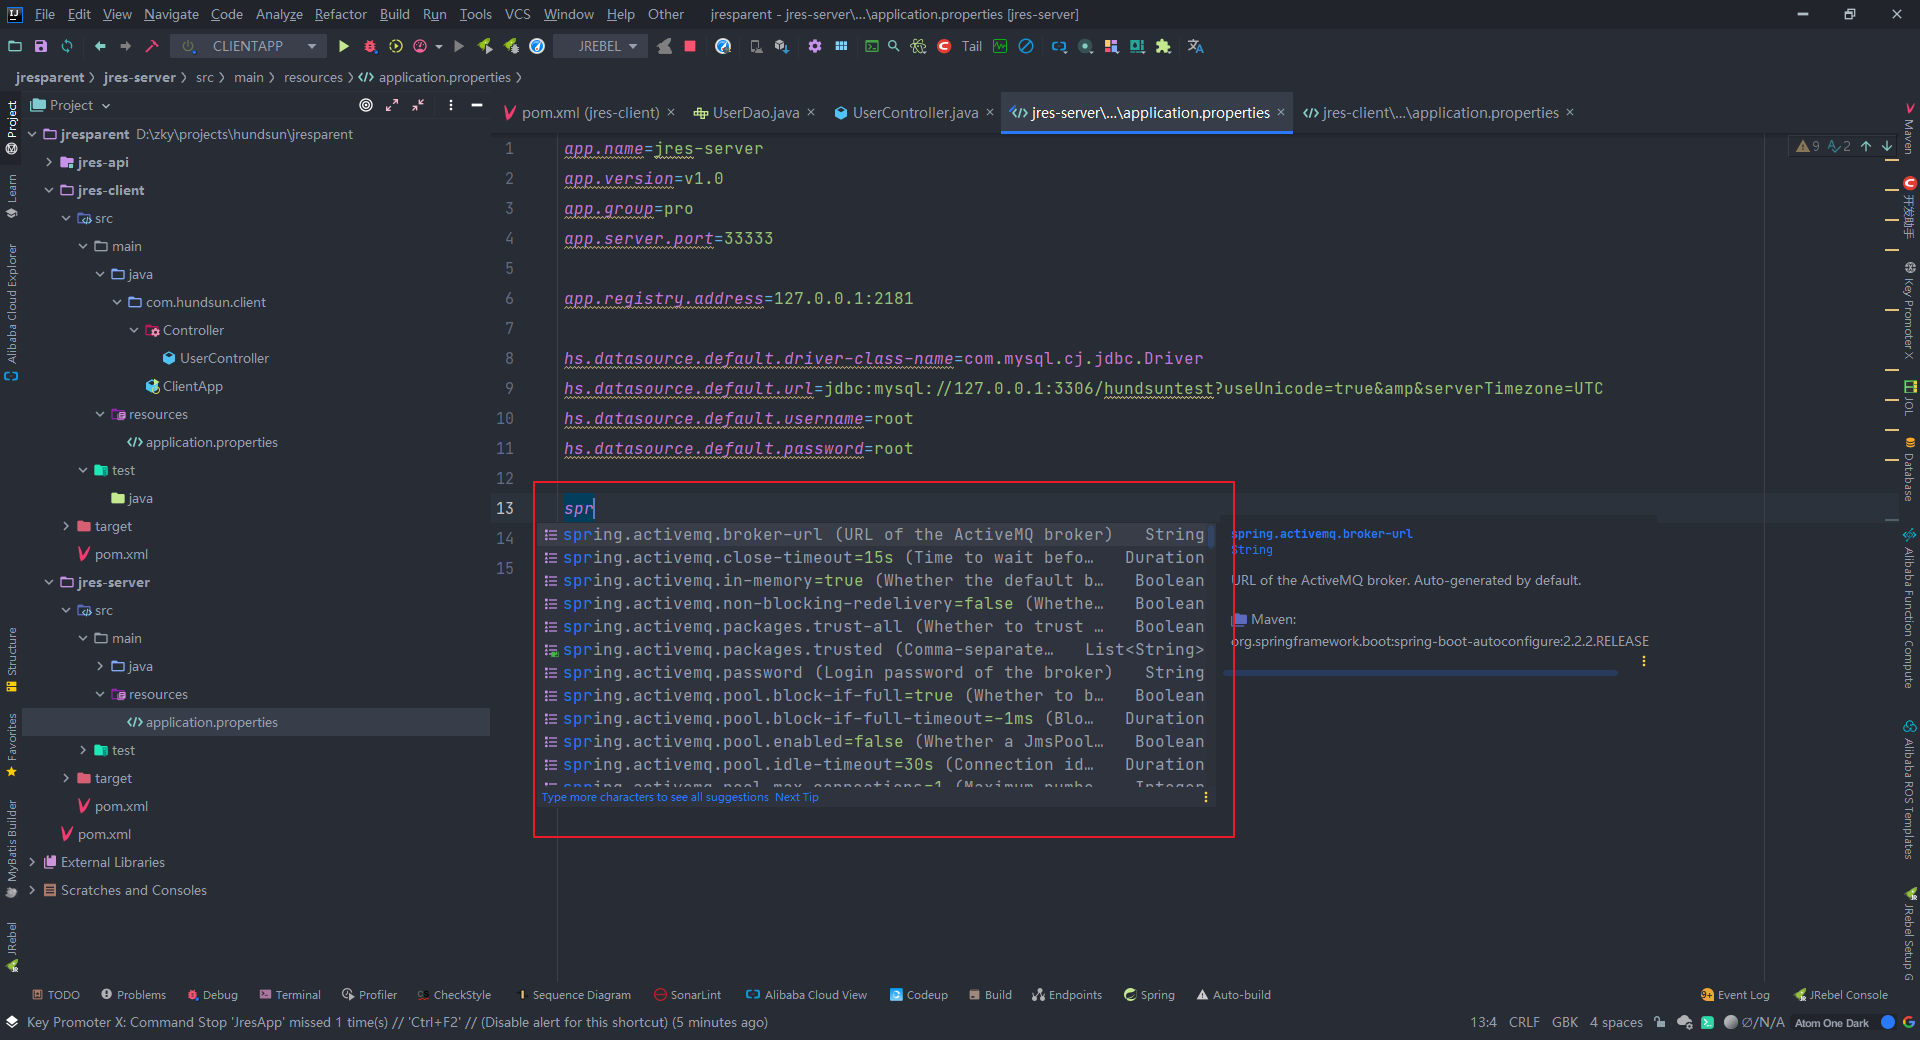 File Edit View Navigate Code Analyze Refactor Build Run Tools VCS Window Help Other jresparent - jres-server\...\application.properties [jres-server]
CLIENTAPP JREBEL Tail
jresparent jres-server src main resources application.properties
Project
pom.xml (jres-client) UserDao.java UserController.java jres-server\...\application.properties jres-client\...\application.properties
jresparent D:\zky\projects\hundsun\jresparent
jres-api
jres-client
src
main
java
com.hundsun.client
Controller
UserController
ClientApp
resources
application.properties
test
java
target
pom.xml
jres-server
src
main
java
resources
application.properties
test
target
pom.xml
pom.xml
External Libraries
Scratches and Consoles
Project
Learn
Alibaba Cloud Explorer
Structure
Favorites
MyBatis Builder
JRebel
1 app.name=jres-server
2 app.version=v1.0
3 app.group=pro
4 app.server.port=33333
5
6 app.registry.address=127.0.0.1:2181
7
8 hs.datasource.default.driver-class-name=com.mysql.cj.jdbc.Driver
9 hs.datasource.default.url=jdbc:mysql://127.0.0.1:3306/hundsuntest?useUnicode=true&amp&serverTimezone=UTC
10 hs.datasource.default.username=root
11 hs.datasource.default.password=root
12
13 spr
14
15
9 2
spring.activemq.broker-url (URL of the ActiveMQ broker) String
spring.activemq.close-timeout=15s (Time to wait befo… Duration
spring.activemq.in-memory=true (Whether the default b… Boolean
spring.activemq.non-blocking-redelivery=false (Whethe… Boolean
spring.activemq.packages.trust-all (Whether to trust … Boolean
spring.activemq.packages.trusted (Comma-separate… List<String>
spring.activemq.password (Login password of the broker) String
spring.activemq.pool.block-if-full=true (Whether to b… Boolean
spring.activemq.pool.block-if-full-timeout=-1ms (Blo… Duration
spring.activemq.pool.enabled=false (Whether a JmsPool… Boolean
spring.activemq.pool.idle-timeout=30s (Connection id… Duration
spring.activemq.pool.max-connections=1 (Maximum numbe… Integer
Type more characters to see all suggestions Next Tip
spring.activemq.broker-url
String
URL of the ActiveMQ broker. Auto-generated by default.
Maven:
org.springframework.boot:spring-boot-autoconfigure:2.2.2.RELEASE
Maven
开发助手
Key Promoter X
JOL
Database
Alibaba Function Compute
Alibaba ROS Templates
JRebel Setup G
TODO Problems Debug Terminal Profiler CheckStyle Sequence Diagram SonarLint Alibaba Cloud View Codeup Build Endpoints Spring Auto-build 9+ Event Log JRebel Console
Key Promoter X: Command Stop 'JresApp' missed 1 time(s) // 'Ctrl+F2' // (Disable alert for this shortcut) (5 minutes ago) 13:4 CRLF GBK 4 spaces Ø/N/A Atom One Dark